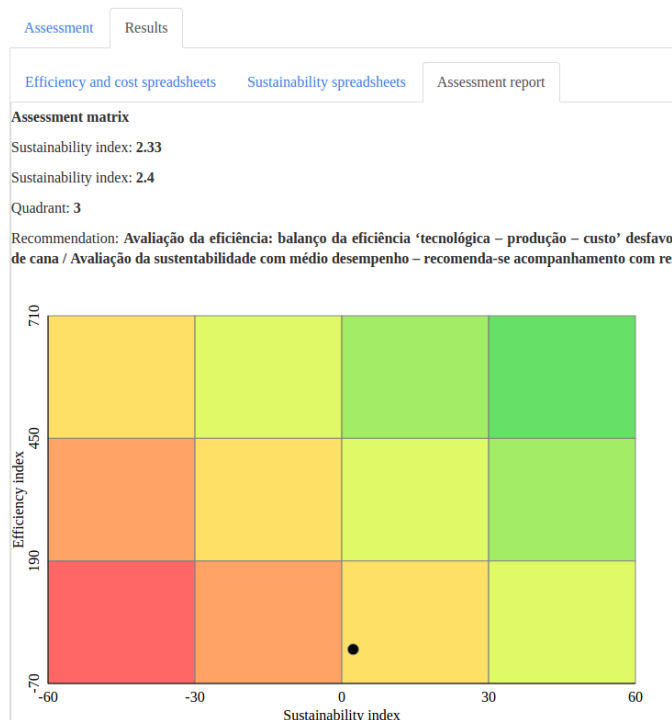 Assessment Results
Efficiency and cost spreadsheets Sustainability spreadsheets Assessment report
Assessment matrix
Sustainability index: 2.33
Sustainability index: 2.4
Quadrant: 3
Recommendation: Avaliação da eficiência: balanço da eficiência ‘tecnológica – produção – custo’ desfavo
de cana / Avaliação da sustentabilidade com médio desempenho – recomenda-se acompanhamento com re
710
450
190
-70
Efficiency index
-60 -30 0 30 60
Sustainability index